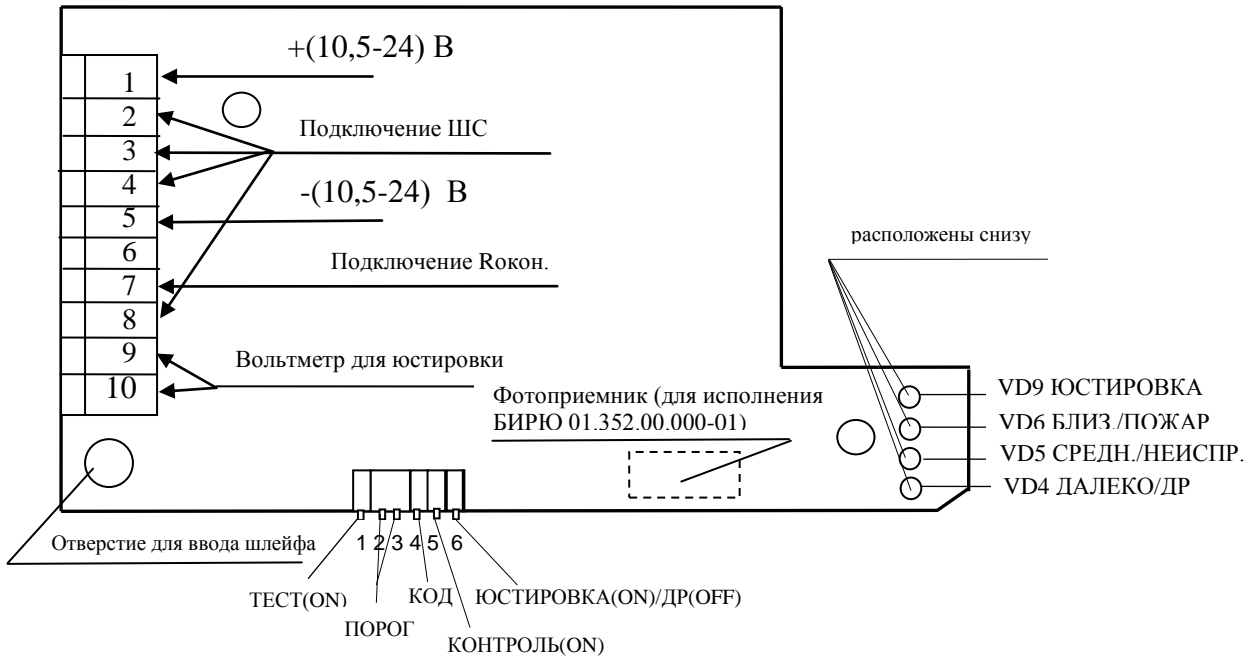 +(10,5-24) В
1
2
Подключение ШС
3
4
-(10,5-24) В
5
расположены снизу
6
Подключение Rокон.
7
8
9
Вольтметр для юстировки
10
Фотоприемник (для исполнения
БИРЮ 01.352.00.000-01)
VD9 ЮСТИРОВКА
VD6 БЛИЗ./ПОЖАР
VD5 СРЕДН./НЕИСПР.
VD4 ДАЛЕКО/ДР
Отверстие для ввода шлейфа
1 2 3 4 5 6
ТЕСТ(ON)
ПОРОГ
КОД
ЮСТИРОВКА(ON)/ДР(OFF)
КОНТРОЛЬ(ON)